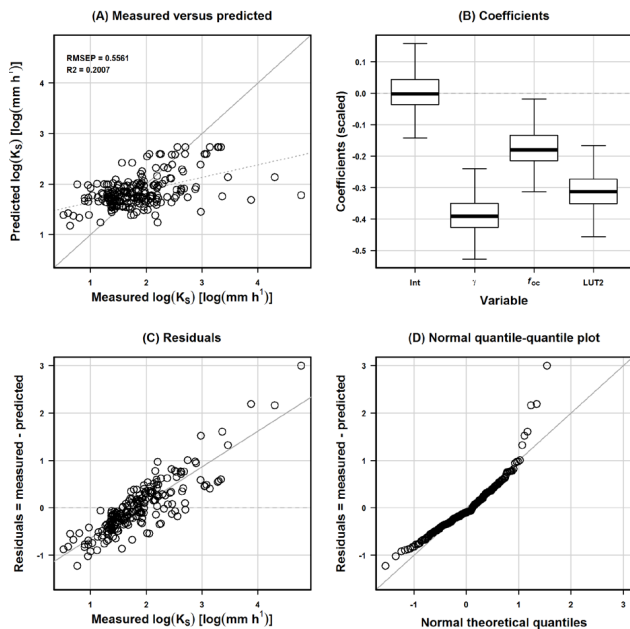 (A) Measured versus predicted
RMSEP = 0.5561
R2 = 0.2007
4
3
2
1
Predicted log(KS) [log(mm h1)]
1
2
3
4
Measured log(KS) [log(mm h1)]
(B) Coefficients
0.1
0.0
-0.1
-0.2
-0.3
-0.4
-0.5
Coefficients (scaled)
Int
γ
foc
LUT2
Variable
(C) Residuals
3
2
1
0
-1
Residuals = measured - predicted
1
2
3
4
Measured log(KS) [log(mm h1)]
(D) Normal quantile-quantile plot
3
2
1
0
-1
Residuals = measured - predicted
-1
0
1
2
3
Normal theoretical quantiles